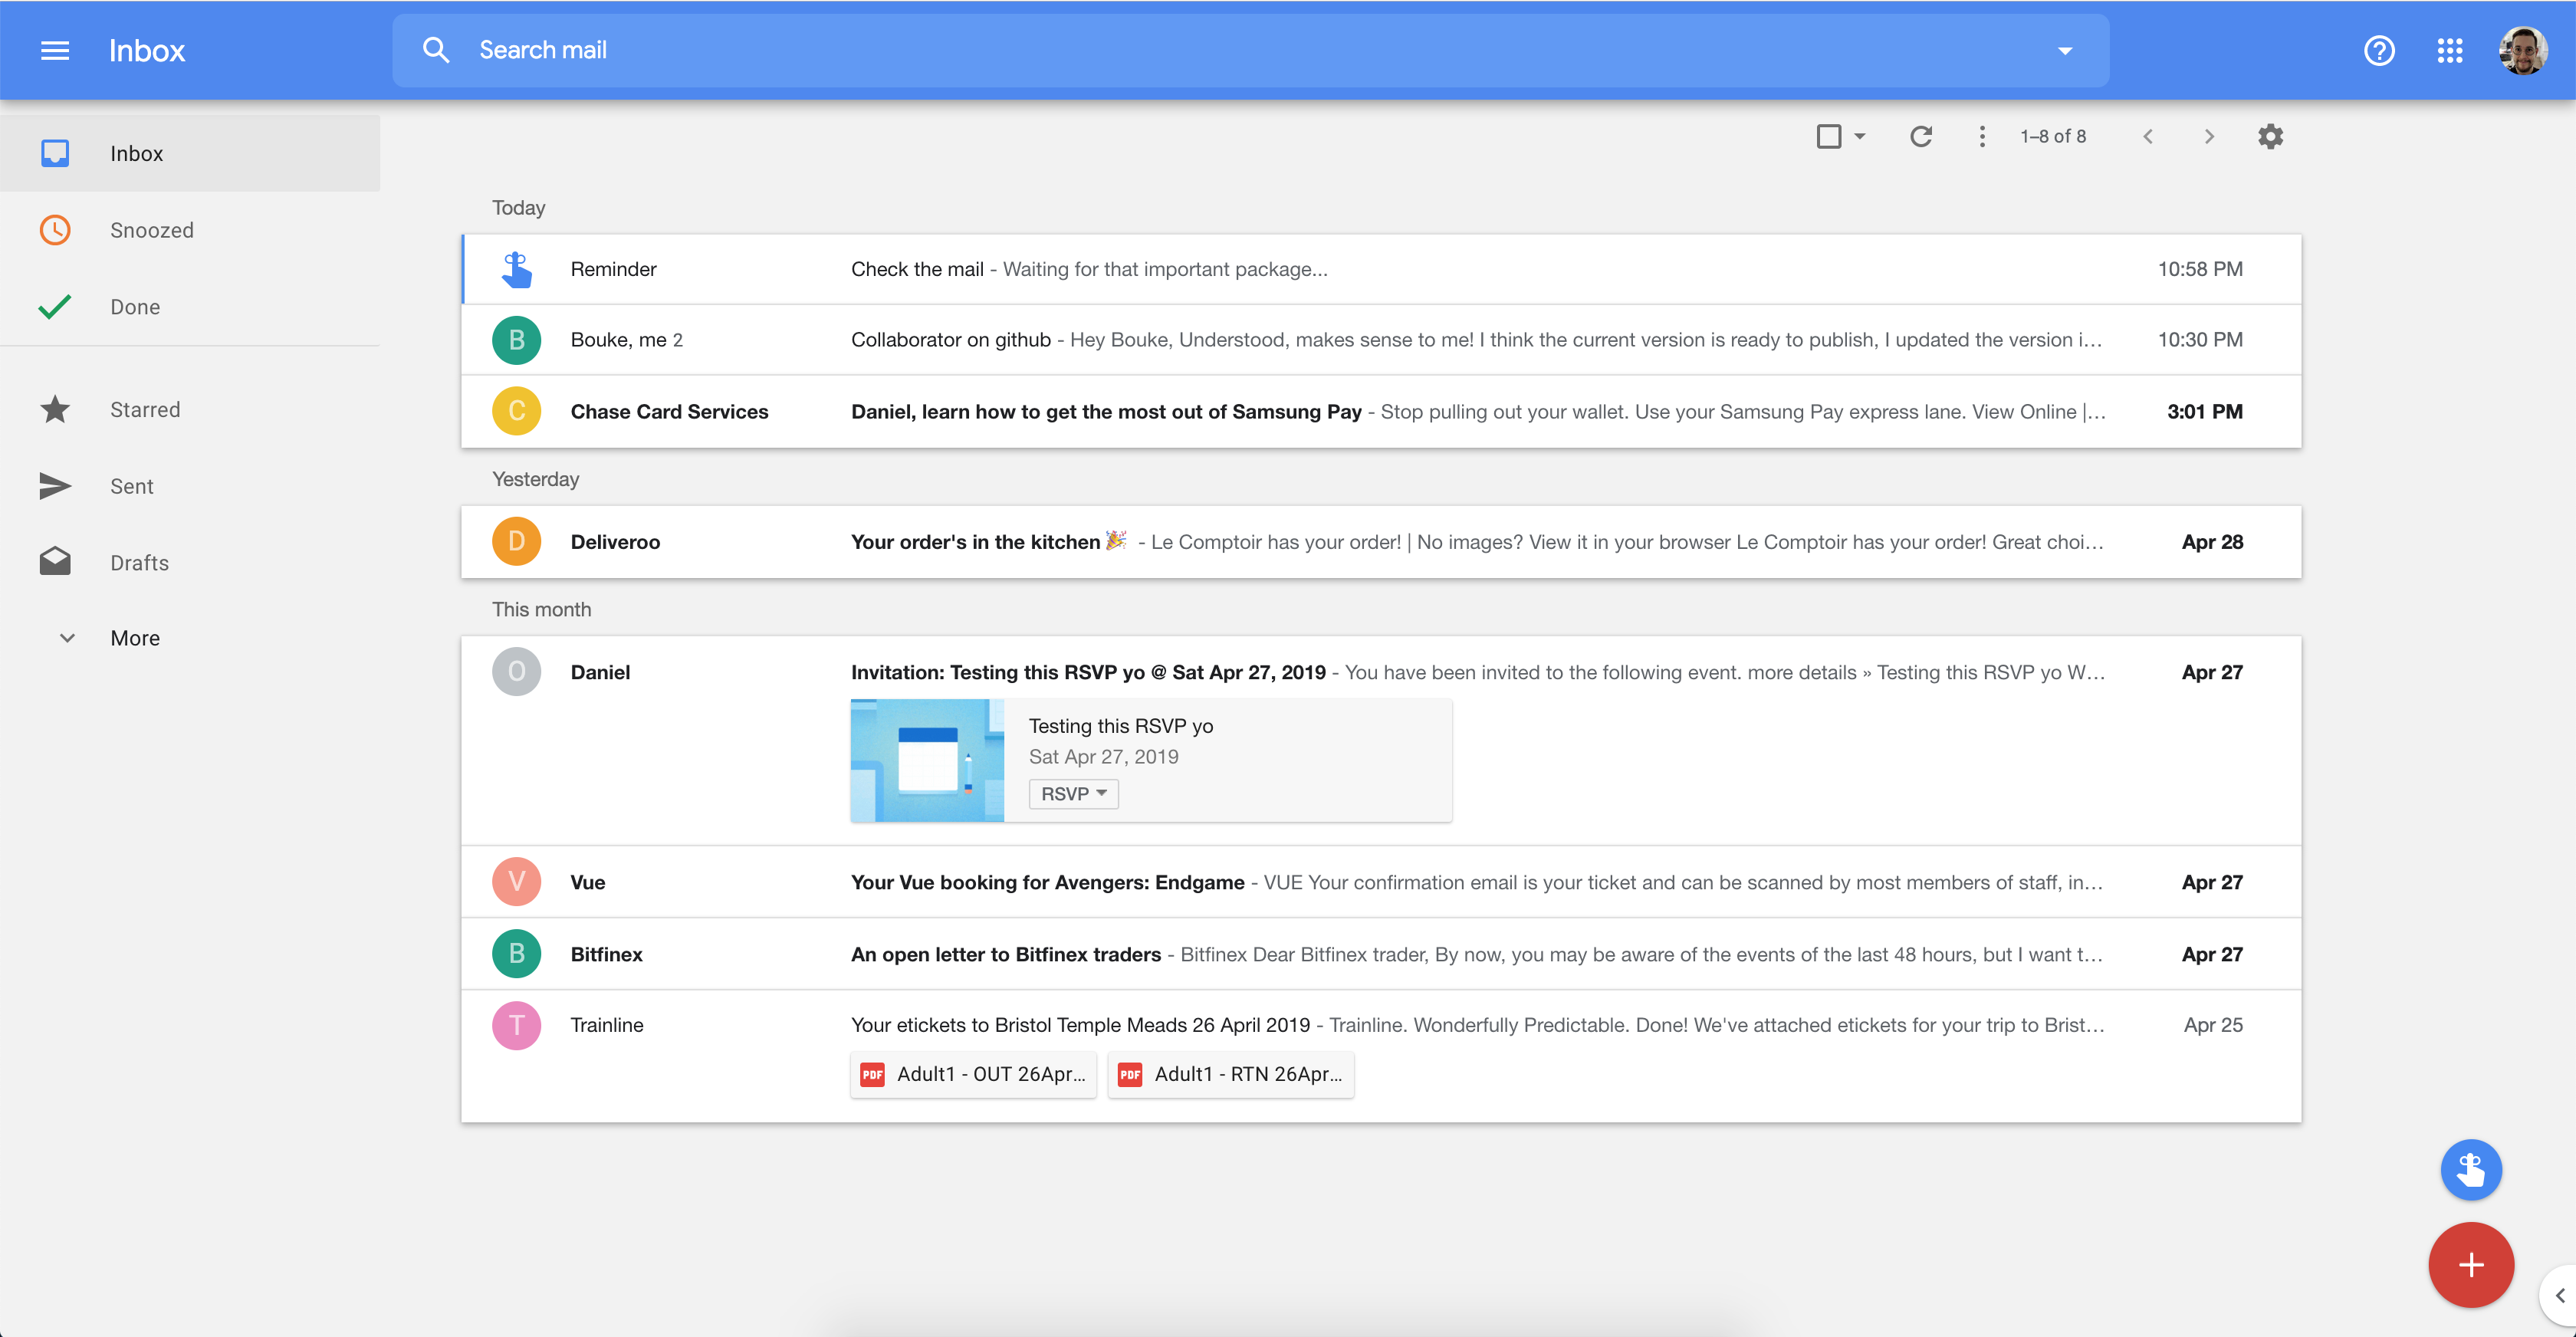 Inbox
Search mail
1–8 of 8
Inbox
Snoozed
Done
Starred
Sent
Drafts
More
Today
Reminder Check the mail - Waiting for that important package... 10:58 PM
B Bouke, me 2 Collaborator on github - Hey Bouke, Understood, makes sense to me! I think the current version is ready to publish, I updated the version i... 10:30 PM
C Chase Card Services Daniel, learn how to get the most out of Samsung Pay - Stop pulling out your wallet. Use your Samsung Pay express lane. View Online |... 3:01 PM
Yesterday
D Deliveroo Your order's in the kitchen 🎉 - Le Comptoir has your order! | No images? View it in your browser Le Comptoir has your order! Great choi... Apr 28
This month
O Daniel Invitation: Testing this RSVP yo @ Sat Apr 27, 2019 - You have been invited to the following event. more details » Testing this RSVP yo W... Apr 27
Testing this RSVP yo
Sat Apr 27, 2019
RSVP
V Vue Your Vue booking for Avengers: Endgame - VUE Your confirmation email is your ticket and can be scanned by most members of staff, in... Apr 27
B Bitfinex An open letter to Bitfinex traders - Bitfinex Dear Bitfinex trader, By now, you may be aware of the events of the last 48 hours, but I want t... Apr 27
T Trainline Your etickets to Bristol Temple Meads 26 April 2019 - Trainline. Wonderfully Predictable. Done! We've attached etickets for your trip to Brist... Apr 25
PDF Adult1 - OUT 26Apr... PDF Adult1 - RTN 26Apr...